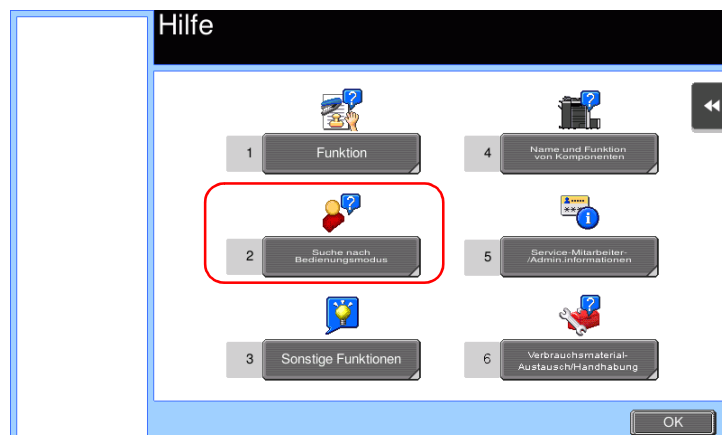 Hilfe
1 Funktion
4 Name und Funktion
von Komponenten
2 Suche nach
Bedienungsmodus
5 Service-Mitarbeiter-
/Admin.informationen
3 Sonstige Funktionen
6 Verbrauchsmaterial-
Austausch/Handhabung
OK